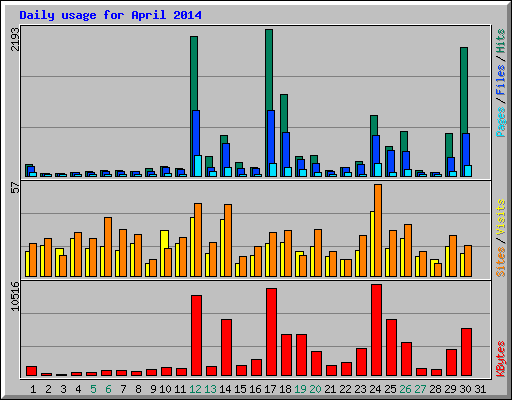 Daily usage for April 2014
2193
Pages / Files / Hits
57
Sites / Visits
10516
KBytes
1 2 3 4 5 6 7 8 9 10 11 12 13 14 15 16 17 18 19 20 21 22 23 24 25 26 27 28 29 30 31